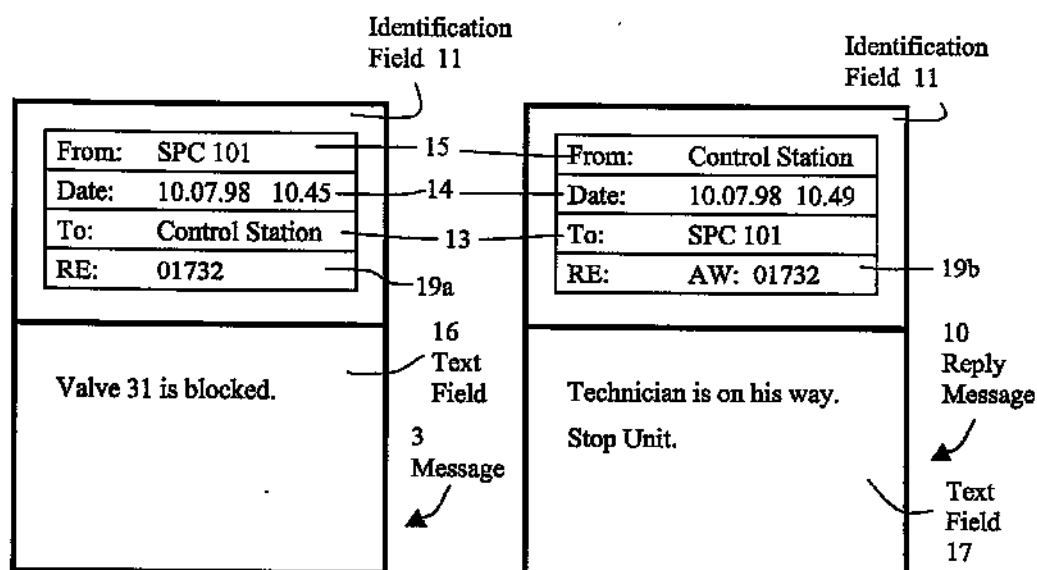 Identification
Field 11
From: SPC 101
Date: 10.07.98 10.45
To: Control Station
RE: 01732
15
14
13
19a
Valve 31 is blocked.
16
Text
Field
3
Message
Identification
Field 11
From: Control Station
Date: 10.07.98 10.49
To: SPC 101
RE: AW: 01732
19b
Technician is on his way.
Stop Unit.
10
Reply
Message
Text
Field
17